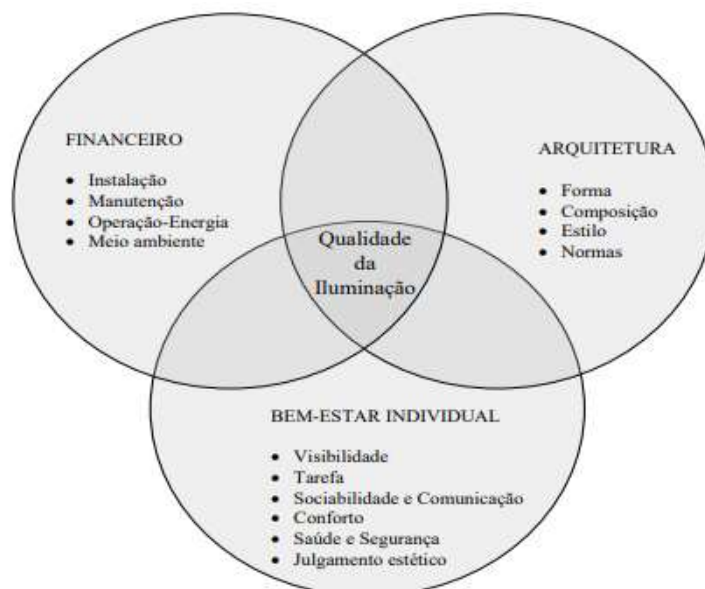 FINANCEIRO
• Instalação
• Manutenção
• Operação-Energia
• Meio ambiente
ARQUITETURA
• Forma
• Composição
• Estilo
• Normas
Qualidade
da
Iluminação
BEM-ESTAR INDIVIDUAL
• Visibilidade
• Tarefa
• Sociabilidade e Comunicação
• Conforto
• Saúde e Segurança
• Julgamento estético